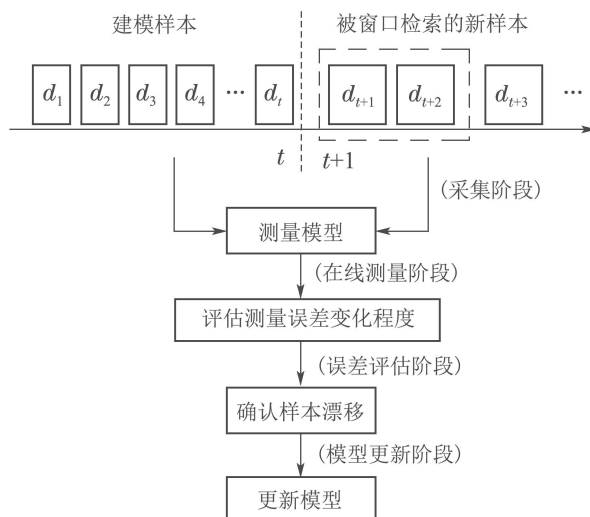 建模样本 被窗口检索的新样本
d₁ d₂ d₃ d₄ ··· dₜ dₜ₊₁ dₜ₊₂ dₜ₊₃ ···
t t+1
(采集阶段)
测量模型
(在线测量阶段)
评估测量误差变化程度
(误差评估阶段)
确认样本漂移
(模型更新阶段)
更新模型